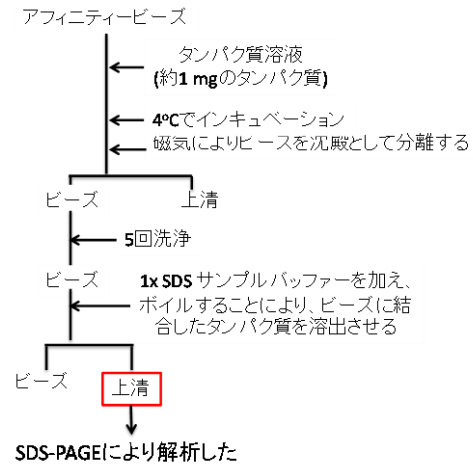 アフィニティービーズ
タンパク質溶液
(約1 mgのタンパク質)
4ºCでインキュベーション
磁気によりビーズを沈殿として分離する
ビーズ 上清
5回洗浄
ビーズ 1x SDS サンプルバッファーを加え、
ボイルすることにより、ビーズに結
合したタンパク質を溶出させる
ビーズ 上清
SDS-PAGEにより解析した